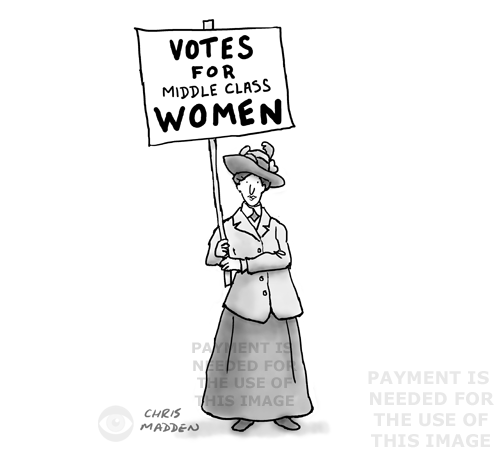 VOTES
FOR
MIDDLE CLASS
WOMEN
PAYMENT IS
NEEDED FOR
THE USE OF
THIS IMAGE
CHRIS
MADDEN
PAYMENT IS
NEEDED FOR
THE USE OF
THIS IMAGE